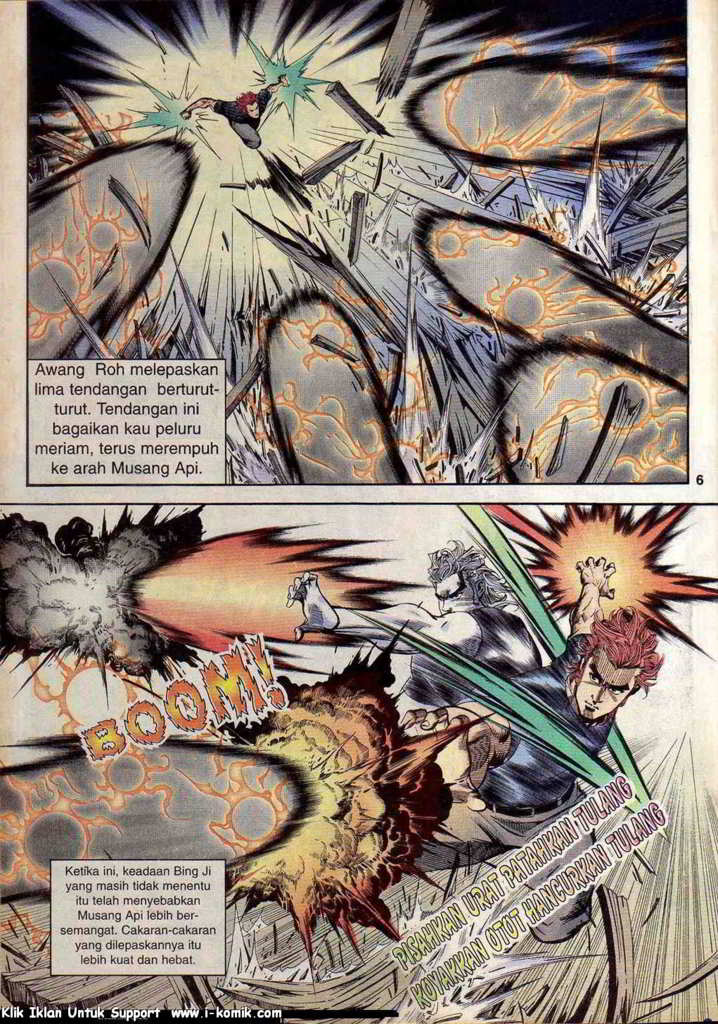 Awang Roh melepaskan
lima tendangan berturut-
turut. Tendangan ini
bagaikan kau peluru
meriam, terus merempuh
ke arah Musang Api.
6
BOOM!
PISAHKAN URAT PATAHKAN TULANG
KOYAKKAN OTOT HANCURKAN TULANG
Ketika ini, keadaan Bing Ji
yang masih tidak menentu
itu telah menyebabkan
Musang Api lebih ber-
semangat. Cakaran-cakaran
yang dilepaskannya itu
lebih kuat dan hebat.
Klik Iklan Untuk Support www.i-komik.com